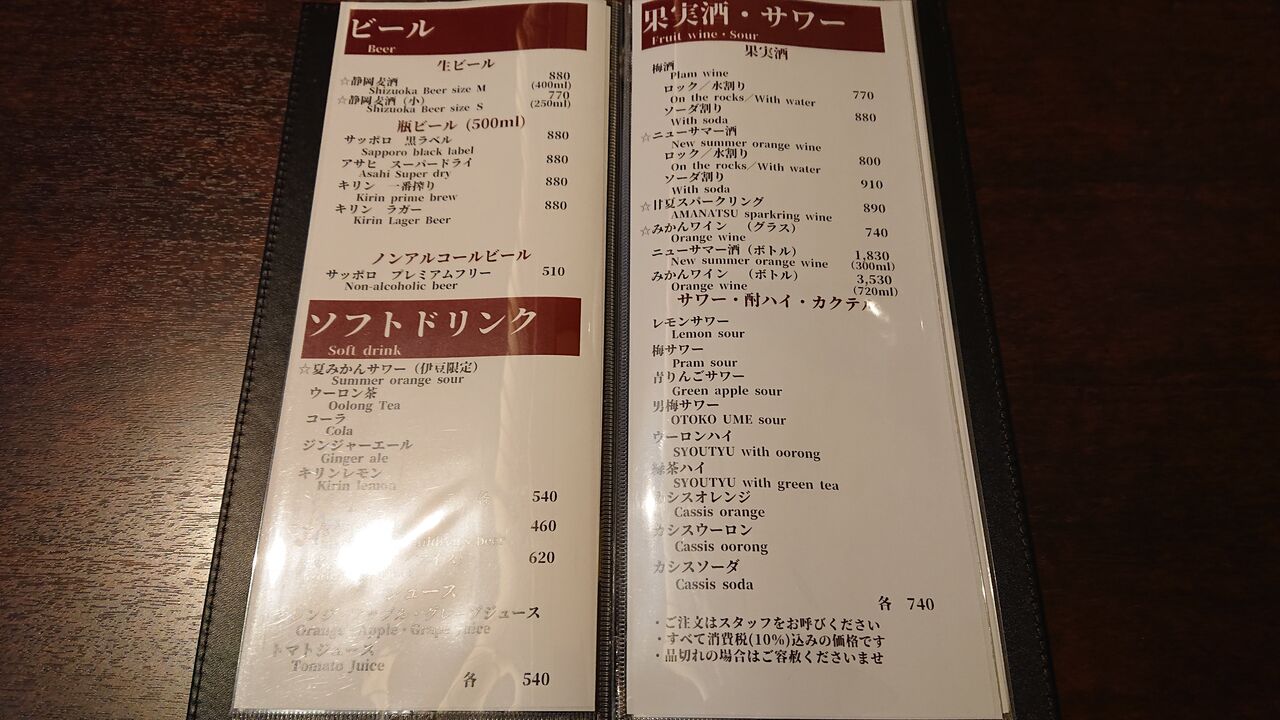 ビール
Beer
生ビール
☆静岡麦酒 880
Shizuoka Beer size M (400ml)
☆静岡麦酒（小） 770
Shizuoka Beer size S (250ml)
瓶ビール (500ml)
サッポロ 黒ラベル 880
Sapporo black label
アサヒ スーパードライ 880
Asahi Super dry
キリン 一番搾り 880
Kirin prime brew
キリン ラガー 880
Kirin Lager Beer
ノンアルコールビール
サッポロ プレミアムフリー 510
Non-alcoholic beer
ソフトドリンク
Soft drink
☆夏みかんサワー（伊豆限定）
Summer orange sour
ウーロン茶
Oolong Tea
コーラ
Cola
ジンジャーエール
Ginger ale
キリンレモン
Kirin lemon
各 540
460
beer
620
ュース
ジュース
Orange・Apple・Grape juice
トマトジュース
Tomato Juice
各 540
果実酒・サワー
Fruit wine・Sour
果実酒
梅酒
Plam wine
ロック／水割り 770
On the rocks/With water
ソーダ割り 880
With soda
☆ニューサマー酒
New summer orange wine
ロック／水割り 800
On the rocks/With water
ソーダ割り 910
With soda
☆甘夏スパークリング 890
AMANATSU sparkring wine
☆みかんワイン （グラス） 740
Orange wine
ニューサマー酒（ボトル） 1,830
New summer orange wine (300ml)
みかんワイン （ボトル） 3,530
Orange wine (720ml)
サワー・酎ハイ・カクテル
レモンサワー
Lemon sour
梅サワー
Pram sour
青りんごサワー
Green apple sour
男梅サワー
OTOKO UME sour
ウーロンハイ
SYOUTYU with oorong
緑茶ハイ
SYOUTYU with green tea
カシスオレンジ
Cassis orange
カシスウーロン
Cassis oorong
カシスソーダ
Cassis soda
各 740
・ご注文はスタッフをお呼びください
・すべて消費税(10%)込みの価格です
・品切れの場合はご容赦くださいませ